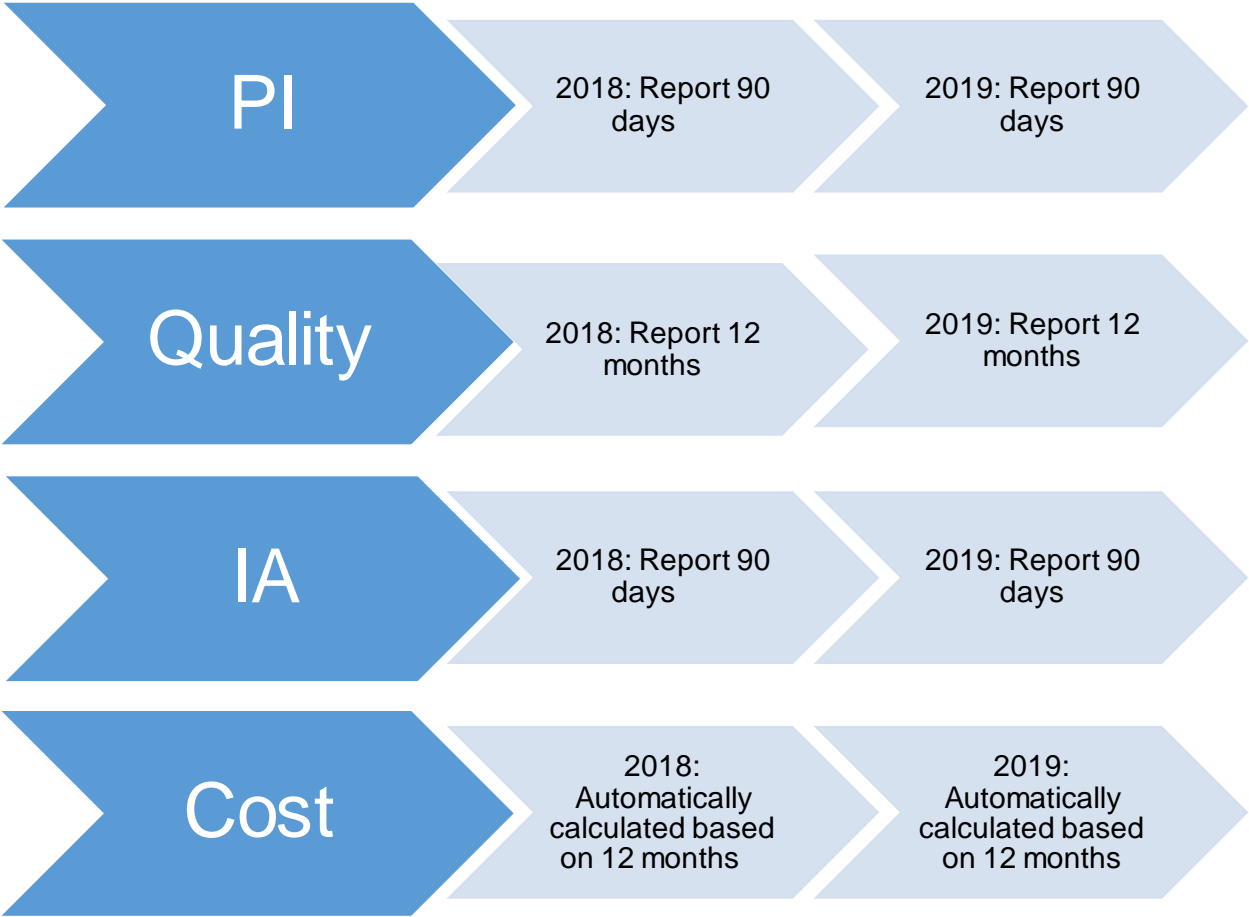 PI
2018: Report 90
days
2019: Report 90
days
Quality
2018: Report 12
months
2019: Report 12
months
IA
2018: Report 90
days
2019: Report 90
days
Cost
2018:
Automatically
calculated based
on 12 months
2019:
Automatically
calculated based
on 12 months